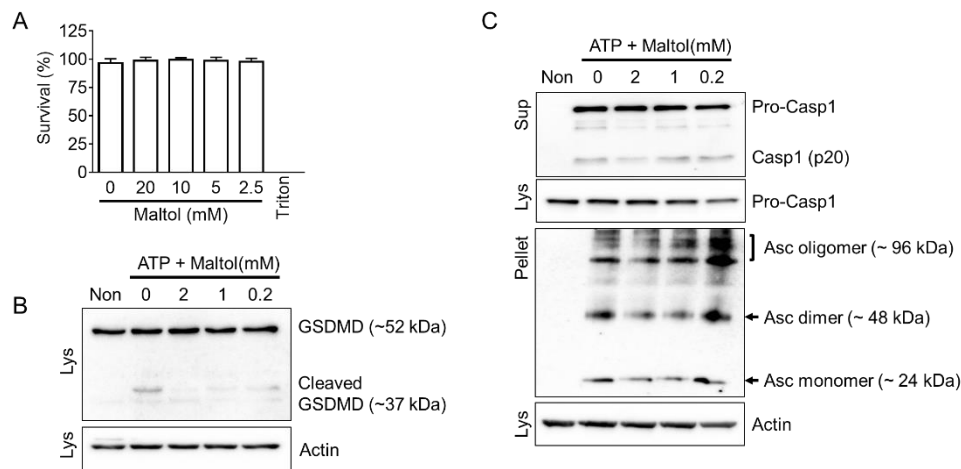 A
Survival (%)
125
100
75
50
25
0
0 20 10 5 2.5 Triton
Maltol (mM)
B
ATP + Maltol(mM)
Non 0 2 1 0.2
Lys
GSDMD (~52 kDa)
Cleaved
GSDMD (~37 kDa)
Lys
Actin
C
ATP + Maltol(mM)
Non 0 2 1 0.2
Sup
Pro-Casp1
Casp1 (p20)
Lys
Pro-Casp1
Pellet
Asc oligomer (~ 96 kDa)
Asc dimer (~ 48 kDa)
Asc monomer (~ 24 kDa)
Lys
Actin